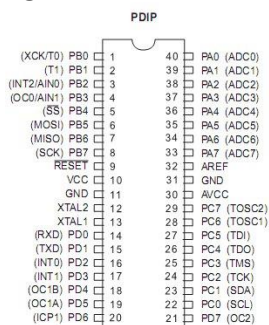 PDIP
(XCK/T0) PB0 1 40 PA0 (ADC0)
(T1) PB1 2 39 PA1 (ADC1)
(INT2/AIN0) PB2 3 38 PA2 (ADC2)
(OC0/AIN1) PB3 4 37 PA3 (ADC3)
(SS) PB4 5 36 PA4 (ADC4)
(MOSI) PB5 6 35 PA5 (ADC5)
(MISO) PB6 7 34 PA6 (ADC6)
(SCK) PB7 8 33 PA7 (ADC7)
RESET 9 32 AREF
VCC 10 31 GND
GND 11 30 AVCC
XTAL2 12 29 PC7 (TOSC2)
XTAL1 13 28 PC6 (TOSC1)
(RXD) PD0 14 27 PC5 (TDI)
(TXD) PD1 15 26 PC4 (TDO)
(INT0) PD2 16 25 PC3 (TMS)
(INT1) PD3 17 24 PC2 (TCK)
(OC1B) PD4 18 23 PC1 (SDA)
(OC1A) PD5 19 22 PC0 (SCL)
(ICP1) PD6 20 21 PD7 (OC2)